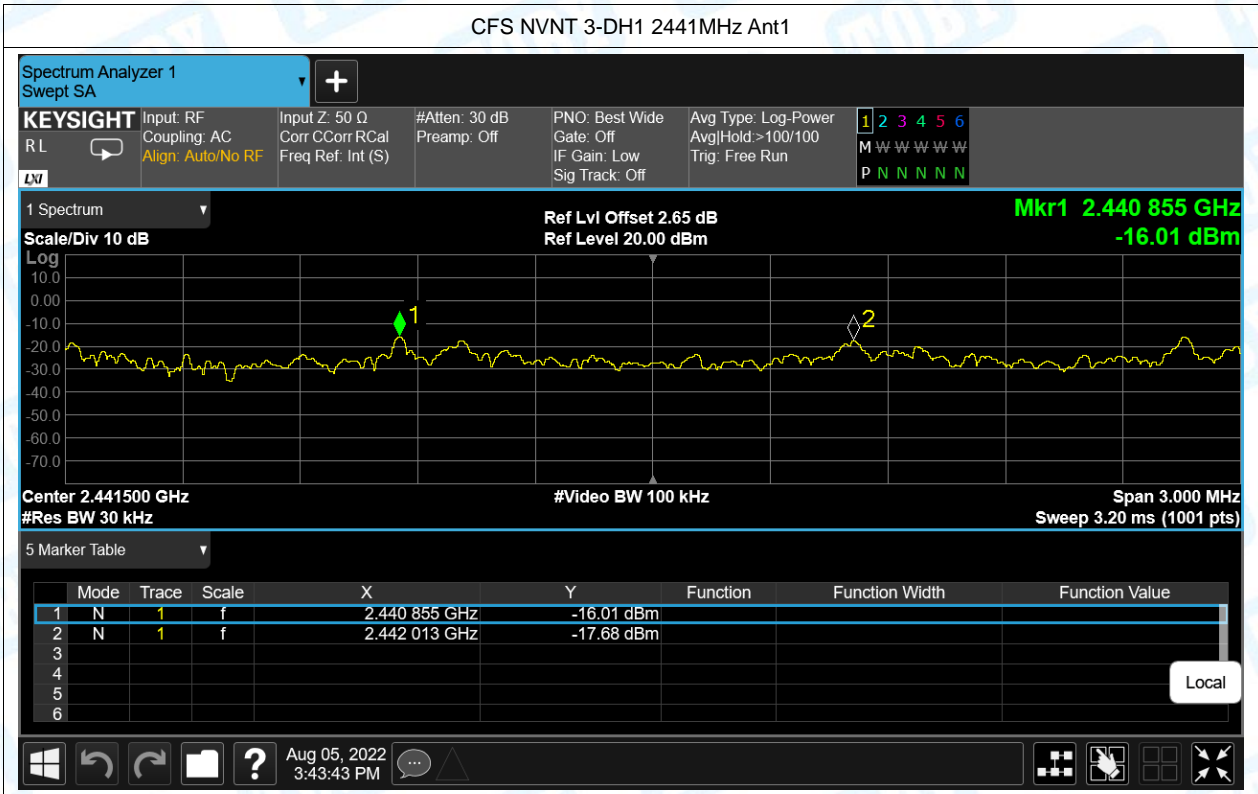 CFS NVNT 3-DH1 2441MHz Ant1
Spectrum Analyzer 1
Swept SA
KEYSIGHT
RL
LXI
Input: RF
Coupling: AC
Align: Auto/No RF
Input Z: 50 Ω
Corr CCorr RCal
Freq Ref: Int (S)
#Atten: 30 dB
Preamp: Off
PNO: Best Wide
Gate: Off
IF Gain: Low
Sig Track: Off
Avg Type: Log-Power
Avg|Hold:>100/100
Trig: Free Run
1 2 3 4 5 6
M W W W W W
P N N N N N
1 Spectrum
Scale/Div 10 dB
Ref Lvl Offset 2.65 dB
Ref Level 20.00 dBm
Mkr1 2.440 855 GHz
-16.01 dBm
Log
10.0
0.00
-10.0
-20.0
-30.0
-40.0
-50.0
-60.0
-70.0
1
2
Center 2.441500 GHz
#Res BW 30 kHz
#Video BW 100 kHz
Span 3.000 MHz
Sweep 3.20 ms (1001 pts)
5 Marker Table
Mode Trace Scale X Y Function Function Width Function Value
1 N 1 f 2.440 855 GHz -16.01 dBm
2 N 1 f 2.442 013 GHz -17.68 dBm
3
4
5
6
Local
?
Aug 05, 2022
3:43:43 PM